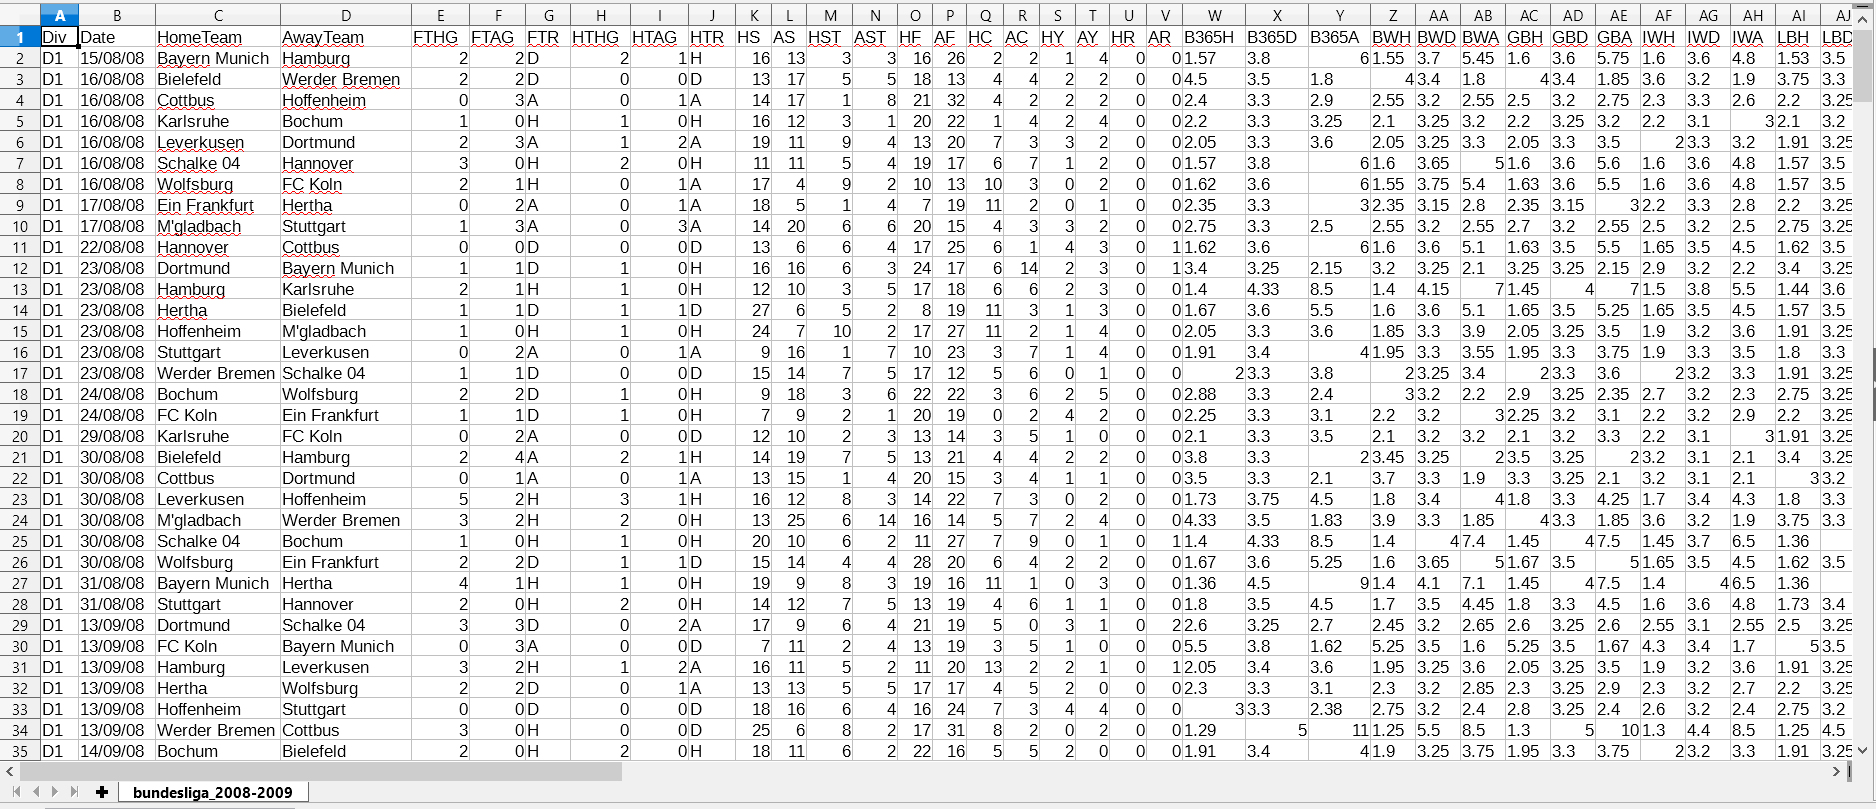 A B C D E F G H I J K L M N O P Q R S T U V W X Y Z AA AB AC AD AE AF AG AH AI AJ
1 Div Date HomeTeam AwayTeam FTHG FTAG FTR HTHG HTAG HTR HS AS HST AST HF AF HC AC HY AY HR AR B365H B365D B365A BWH BWD BWA GBH GBD GBA IWH IWD IWA LBH LBD
2 D1 15/08/08 Bayern Munich Hamburg 2 2 D 2 1 H 16 13 3 3 16 26 2 2 1 4 0 0 1.57 3.8 6 1.55 3.7 5.45 1.6 3.6 5.75 1.6 3.6 4.8 1.53 3.5
3 D1 16/08/08 Bielefeld Werder Bremen 2 2 D 0 0 D 13 17 5 5 18 13 4 4 2 2 0 0 4.5 3.5 1.8 4 3.4 1.8 4 3.4 1.85 3.6 3.2 1.9 3.75 3.3
4 D1 16/08/08 Cottbus Hoffenheim 0 3 A 0 1 A 14 17 1 8 21 32 4 2 2 2 0 0 2.4 3.3 2.9 2.55 3.2 2.55 2.5 3.2 2.75 2.3 3.3 2.6 2.2 3.25
5 D1 16/08/08 Karlsruhe Bochum 1 0 H 1 0 H 16 12 3 1 20 22 1 4 2 4 0 0 2.2 3.3 3.25 2.1 3.25 3.2 2.2 3.25 3.2 2.2 3.1 3 2.1 3.2
6 D1 16/08/08 Leverkusen Dortmund 2 3 A 1 2 A 19 11 9 4 13 20 7 3 3 2 0 0 2.05 3.3 3.6 2.05 3.25 3.3 2.05 3.3 3.5 2 3.3 3.2 1.91 3.25
7 D1 16/08/08 Schalke 04 Hannover 3 0 H 2 0 H 11 11 5 4 19 17 6 7 1 2 0 0 1.57 3.8 6 1.6 3.65 5 1.6 3.6 5.6 1.6 3.6 4.8 1.57 3.5
8 D1 16/08/08 Wolfsburg FC Koln 2 1 H 0 1 A 17 4 9 2 10 13 10 3 0 2 0 0 1.62 3.6 6 1.55 3.75 5.4 1.63 3.6 5.5 1.6 3.6 4.8 1.57 3.5
9 D1 17/08/08 Ein Frankfurt Hertha 0 2 A 0 1 A 18 5 1 4 7 19 11 2 0 1 0 0 2.35 3.3 3 2.35 3.15 2.8 2.35 3.15 3 2.2 3.3 2.8 2.2 3.25
10 D1 17/08/08 M'gladbach Stuttgart 1 3 A 0 3 A 14 20 6 6 20 15 4 3 3 2 0 0 2.75 3.3 2.5 2.55 3.2 2.55 2.7 3.2 2.55 2.5 3.2 2.5 2.75 3.25
11 D1 22/08/08 Hannover Cottbus 0 0 D 0 0 D 13 6 6 4 17 25 6 1 4 3 0 1 1.62 3.6 6 1.6 3.6 5.1 1.63 3.5 5.5 1.65 3.5 4.5 1.62 3.5
12 D1 23/08/08 Dortmund Bayern Munich 1 1 D 1 0 H 16 16 6 3 24 17 6 14 2 3 0 1 3.4 3.25 2.15 3.2 3.25 2.1 3.25 3.25 2.15 2.9 3.2 2.2 3.4 3.25
13 D1 23/08/08 Hamburg Karlsruhe 2 1 H 1 0 H 12 10 3 5 17 18 6 6 2 3 0 0 1.4 4.33 8.5 1.4 4.15 7 1.45 4 7 1.5 3.8 5.5 1.44 3.6
14 D1 23/08/08 Hertha Bielefeld 1 1 D 1 1 D 27 6 5 2 8 19 11 3 1 3 0 0 1.67 3.6 5.5 1.6 3.6 5.1 1.65 3.5 5.25 1.65 3.5 4.5 1.57 3.5
15 D1 23/08/08 Hoffenheim M'gladbach 1 0 H 1 0 H 24 7 10 2 17 27 11 2 1 4 0 0 2.05 3.3 3.6 1.85 3.3 3.9 2.05 3.25 3.5 1.9 3.2 3.6 1.91 3.25
16 D1 23/08/08 Stuttgart Leverkusen 0 2 A 0 1 A 9 16 1 7 10 23 3 7 1 4 0 0 1.91 3.4 4 1.95 3.3 3.55 1.95 3.3 3.75 1.9 3.3 3.5 1.8 3.3
17 D1 23/08/08 Werder Bremen Schalke 04 1 1 D 0 0 D 15 14 7 5 17 12 5 6 0 1 0 0 2 3.3 3.8 2 3.25 3.4 2 3.3 3.6 2 3.2 3.3 1.91 3.25
18 D1 24/08/08 Bochum Wolfsburg 2 2 D 1 0 H 9 18 3 6 22 22 3 6 2 5 0 0 2.88 3.3 2.4 3 3.2 2.2 2.9 3.25 2.35 2.7 3.2 2.3 2.75 3.25
19 D1 24/08/08 FC Koln Ein Frankfurt 1 1 D 1 0 H 7 9 2 1 20 19 0 2 4 2 0 0 2.25 3.3 3.1 2.2 3.2 3 2.25 3.2 3.1 2.2 3.2 2.9 2.2 3.25
20 D1 29/08/08 Karlsruhe FC Koln 0 2 A 0 0 D 12 10 2 3 13 14 3 5 1 0 0 0 2.1 3.3 3.5 2.1 3.2 3.2 2.1 3.2 3.3 2.2 3.1 3 1.91 3.25
21 D1 30/08/08 Bielefeld Hamburg 2 4 A 2 1 H 14 19 7 5 13 21 4 4 2 2 0 0 3.8 3.3 2 3.45 3.25 2 3.5 3.25 2 3.2 3.1 2.1 3.4 3.25
22 D1 30/08/08 Cottbus Dortmund 0 1 A 0 1 A 13 15 1 4 20 15 3 4 1 1 0 0 3.5 3.3 2.1 3.7 3.3 1.9 3.3 3.25 2.1 3.2 3.1 2.1 3 3.2
23 D1 30/08/08 Leverkusen Hoffenheim 5 2 H 3 1 H 16 12 8 3 14 22 7 3 0 2 0 0 1.73 3.75 4.5 1.8 3.4 4 1.8 3.3 4.25 1.7 3.4 4.3 1.8 3.3
24 D1 30/08/08 M'gladbach Werder Bremen 3 2 H 2 0 H 13 25 6 14 16 14 5 7 2 4 0 0 4.33 3.5 1.83 3.9 3.3 1.85 4 3.3 1.85 3.6 3.2 1.9 3.75 3.3
25 D1 30/08/08 Schalke 04 Bochum 1 0 H 1 0 H 20 10 6 2 11 27 7 9 0 1 0 1 1.4 4.33 8.5 1.4 4 7.4 1.45 4 7.5 1.45 3.7 6.5 1.36
26 D1 30/08/08 Wolfsburg Ein Frankfurt 2 2 D 1 1 D 15 14 4 4 28 20 6 4 2 2 0 0 1.67 3.6 5.25 1.6 3.65 5 1.67 3.5 5 1.65 3.5 4.5 1.62 3.5
27 D1 31/08/08 Bayern Munich Hertha 4 1 H 1 0 H 19 9 8 3 19 16 11 1 0 3 0 0 1.36 4.5 9 1.4 4.1 7.1 1.45 4 7.5 1.4 4 6.5 1.36
28 D1 31/08/08 Stuttgart Hannover 2 0 H 2 0 H 14 12 7 5 13 19 4 6 1 1 0 0 1.8 3.5 4.5 1.7 3.5 4.45 1.8 3.3 4.5 1.6 3.6 4.8 1.73 3.4
29 D1 13/09/08 Dortmund Schalke 04 3 3 D 0 2 A 17 9 6 4 21 19 5 0 3 1 0 2 2.6 3.25 2.7 2.45 3.2 2.65 2.6 3.25 2.6 2.55 3.1 2.55 2.5 3.25
30 D1 13/09/08 FC Koln Bayern Munich 0 3 A 0 0 D 7 11 2 4 13 19 3 5 1 0 0 0 5.5 3.8 1.62 5.25 3.5 1.6 5.25 3.5 1.67 4.3 3.4 1.7 5 3.5
31 D1 13/09/08 Hamburg Leverkusen 3 2 H 1 2 A 16 11 5 2 11 20 13 2 2 1 0 1 2.05 3.4 3.6 1.95 3.25 3.6 2.05 3.25 3.5 1.9 3.2 3.6 1.91 3.25
32 D1 13/09/08 Hertha Wolfsburg 2 2 D 0 1 A 13 13 5 5 17 17 4 5 2 0 0 0 2.3 3.3 3.1 2.3 3.2 2.85 2.3 3.25 2.9 2.3 3.2 2.7 2.2 3.25
33 D1 13/09/08 Hoffenheim Stuttgart 0 0 D 0 0 D 18 16 6 4 16 24 7 3 4 4 0 0 3 3.3 2.38 2.75 3.2 2.4 2.8 3.25 2.4 2.6 3.2 2.4 2.75 3.2
34 D1 13/09/08 Werder Bremen Cottbus 3 0 H 0 0 D 25 6 8 2 17 31 8 2 0 2 0 0 1.29 5 11 1.25 5.5 8.5 1.3 5 10 1.3 4.4 8.5 1.25 4.5
35 D1 14/09/08 Bochum Bielefeld 2 0 H 2 0 H 18 11 6 2 22 16 5 5 2 0 0 0 1.91 3.4 4 1.9 3.25 3.75 1.95 3.3 3.75 2 3.2 3.3 1.91 3.25
bundesliga_2008-2009